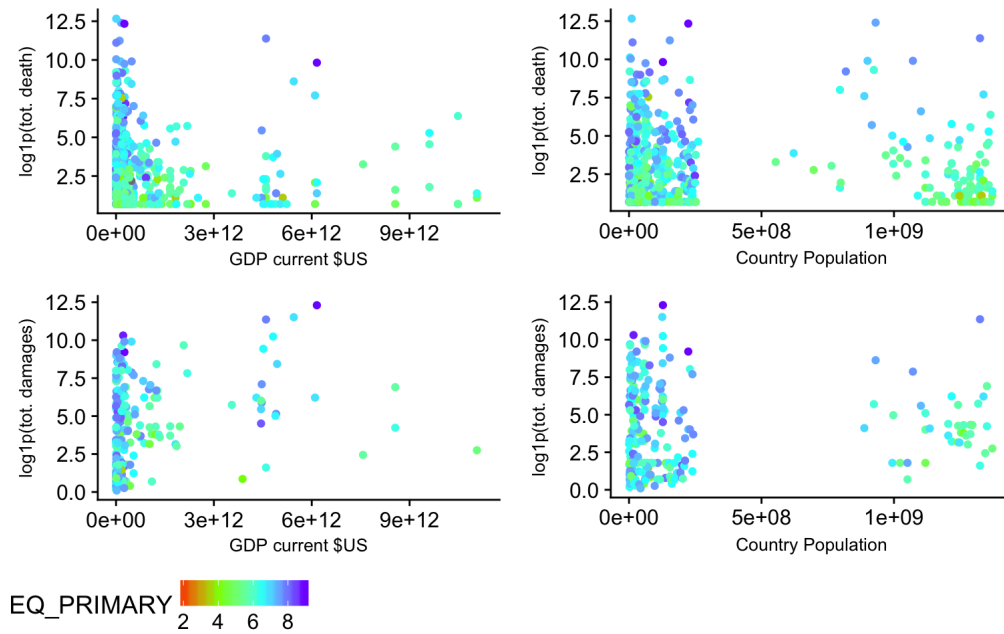 log1p(tot. death)
12.5
10.0
7.5
5.0
2.5
0e+00 3e+12 6e+12 9e+12
GDP current $US
log1p(tot. death)
12.5
10.0
7.5
5.0
2.5
0e+00 5e+08 1e+09
Country Population
log1p(tot. damages)
12.5
10.0
7.5
5.0
2.5
0.0
0e+00 3e+12 6e+12 9e+12
GDP current $US
log1p(tot. damages)
12.5
10.0
7.5
5.0
2.5
0.0
0e+00 5e+08 1e+09
Country Population
EQ_PRIMARY
2 4 6 8